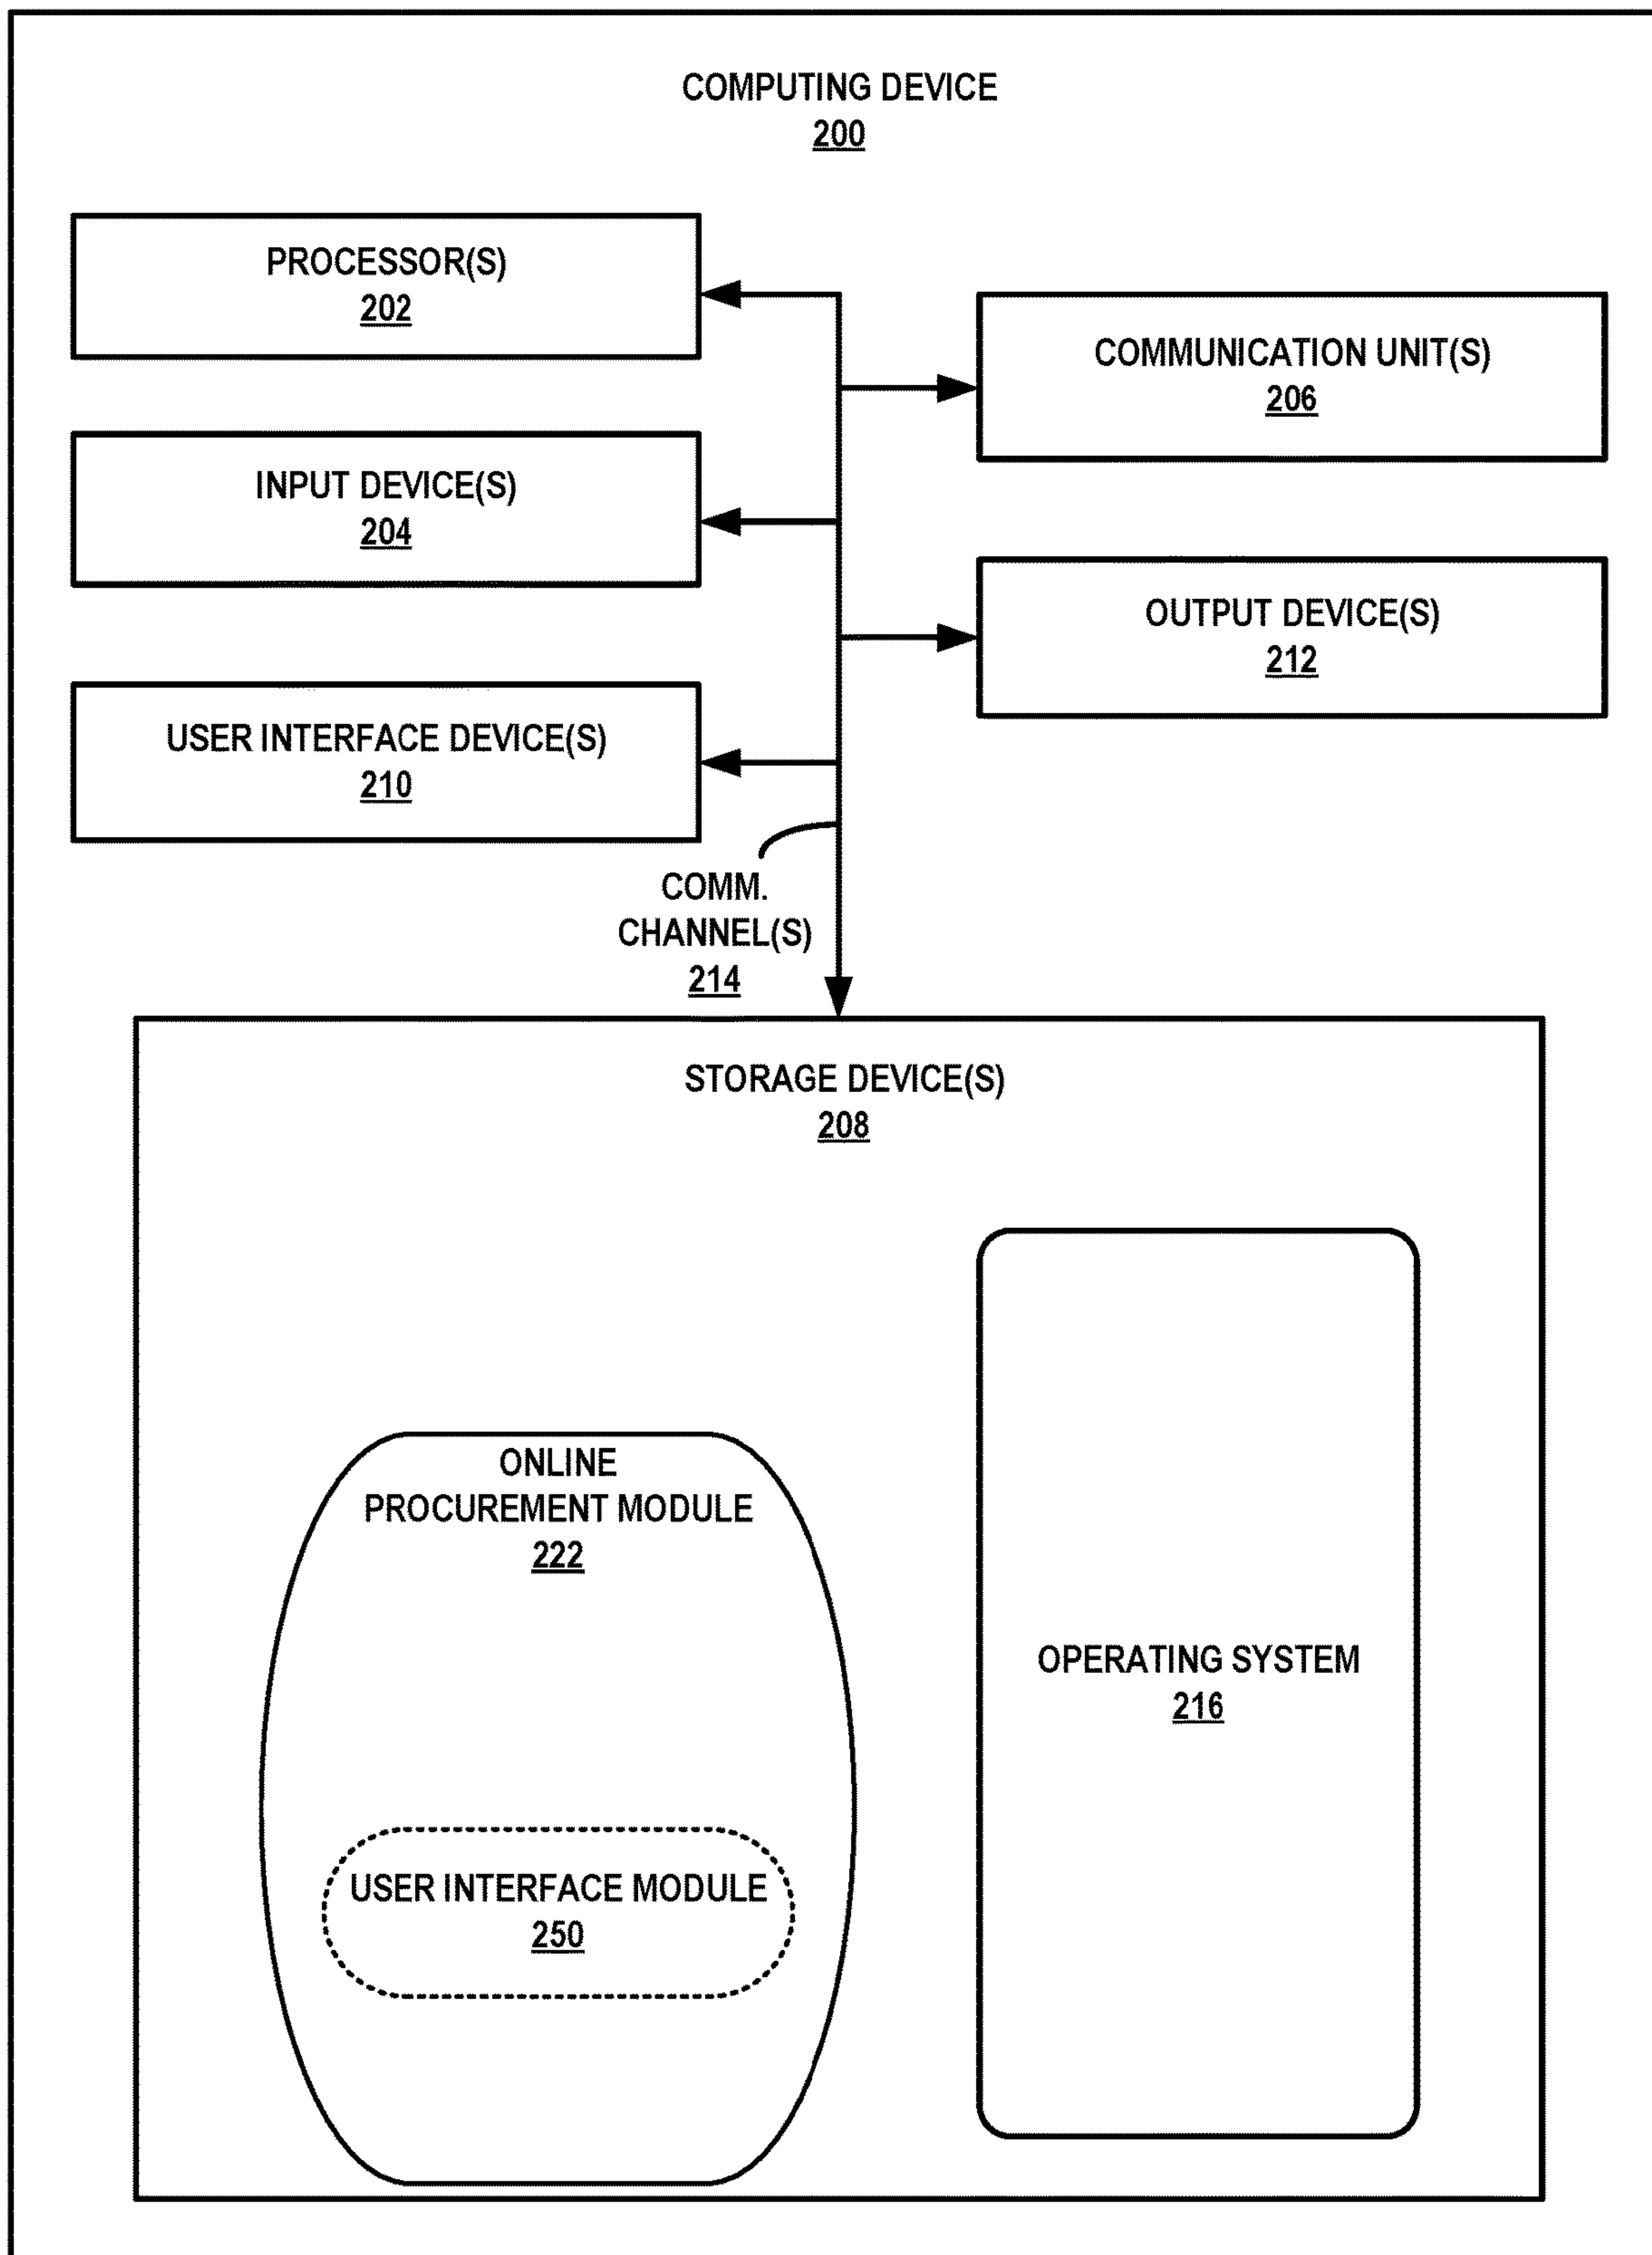 COMPUTING DEVICE
200
PROCESSOR(S)
202
COMMUNICATION UNIT(S)
206
INPUT DEVICE(S)
204
OUTPUT DEVICE(S)
212
USER INTERFACE DEVICE(S)
210
COMM.
CHANNEL(S)
214
STORAGE DEVICE(S)
208
ONLINE
PROCUREMENT MODULE
222
OPERATING SYSTEM
216
USER INTERFACE MODULE
250